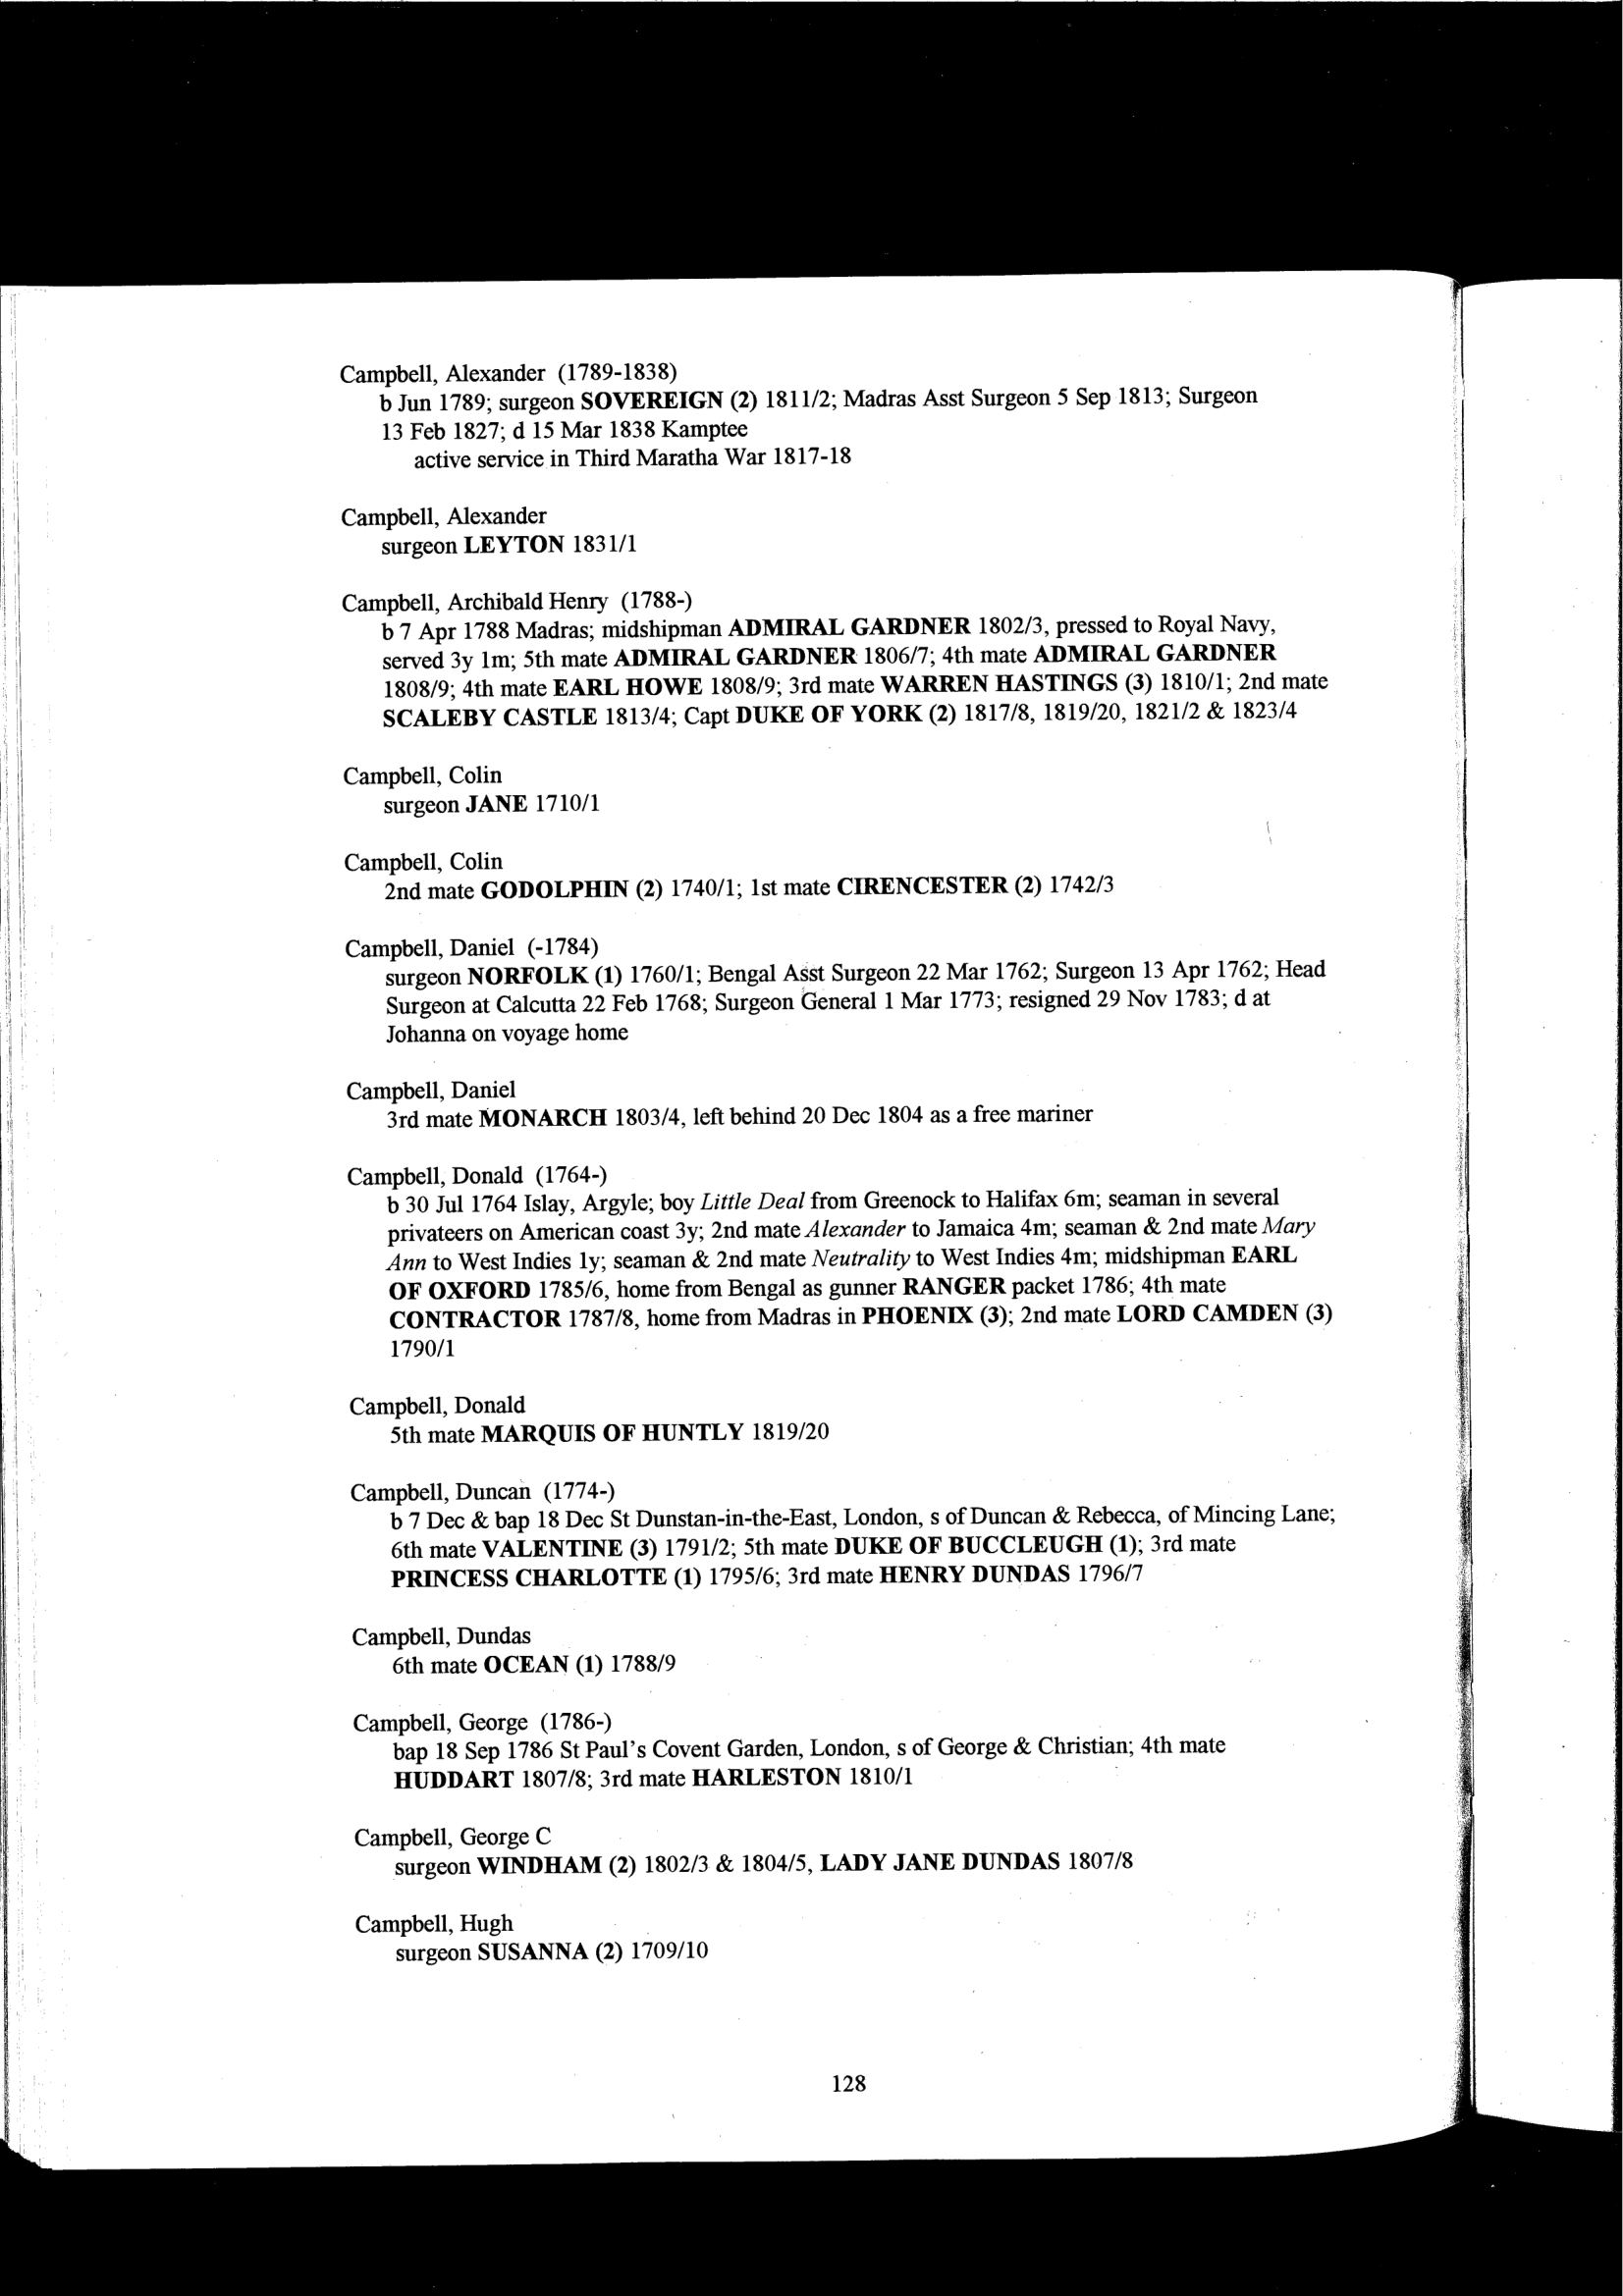 Campbell, Alexander (1789-1838)
b Jun 1789; surgeon SOVEREIGN (2) 1811/2; Madras Asst Surgeon 5 Sep 1813; Surgeon
13 Feb 1827; d 15 Mar 1838 Kamptee
active service in Third Maratha War 1817-18
Campbell, Alexander
surgeon LEYTON 1831/1
Campbell, Archibald Henry (1788-)
b 7 Apr 1788 Madras; midshipman ADMIRAL GARDNER 1802/3, pressed to Royal Navy,
served 3y 1m; 5th mate ADMIRAL GARDNER 1806/7; 4th mate ADMIRAL GARDNER
1808/9; 4th mate EARL HOWE 1808/9; 3rd mate WARREN HASTINGS (3) 1810/1; 2nd mate
SCALEBY CASTLE 1813/4; Capt DUKE OF YORK (2) 1817/8, 1819/20, 1821/2 & 1823/4
Campbell, Colin
surgeon JANE 1710/1
Campbell, Colin
2nd mate GODOLPHIN (2) 1740/1; 1st mate CIRENCESTER (2) 1742/3
Campbell, Daniel (-1784)
surgeon NORFOLK (1) 1760/1; Bengal Asst Surgeon 22 Mar 1762; Surgeon 13 Apr 1762; Head
Surgeon at Calcutta 22 Feb 1768; Surgeon General 1 Mar 1773; resigned 29 Nov 1783; d at
Johanna on voyage home
Campbell, Daniel
3rd mate MONARCH 1803/4, left behind 20 Dec 1804 as a free mariner
Campbell, Donald (1764-)
b 30 Jul 1764 Islay, Argyle; boy Little Deal from Greenock to Halifax 6m; seaman in several
privateers on American coast 3y; 2nd mate Alexander to Jamaica 4m; seaman & 2nd mate Mary
Ann to West Indies 1y; seaman & 2nd mate Neutrality to West Indies 4m; midshipman EARL
OF OXFORD 1785/6, home from Bengal as gunner RANGER packet 1786; 4th mate
CONTRACTOR 1787/8, home from Madras in PHOENIX (3); 2nd mate LORD CAMDEN (3)
1790/1
Campbell, Donald
5th mate MARQUIS OF HUNTLY 1819/20
Campbell, Duncan (1774-)
b 7 Dec & bap 18 Dec St Dunstan-in-the-East, London, s of Duncan & Rebecca, of Mincing Lane;
6th mate VALENTINE (3) 1791/2; 5th mate DUKE OF BUCCLEUGH (1); 3rd mate
PRINCESS CHARLOTTE (1) 1795/6; 3rd mate HENRY DUNDAS 1796/7
Campbell, Dundas
6th mate OCEAN (1) 1788/9
Campbell, George (1786-)
bap 18 Sep 1786 St Paul's Covent Garden, London, s of George & Christian; 4th mate
HUDDART 1807/8; 3rd mate HARLESTON 1810/1
Campbell, George C
surgeon WINDHAM (2) 1802/3 & 1804/5, LADY JANE DUNDAS 1807/8
Campbell, Hugh
surgeon SUSANNA (2) 1709/10
128